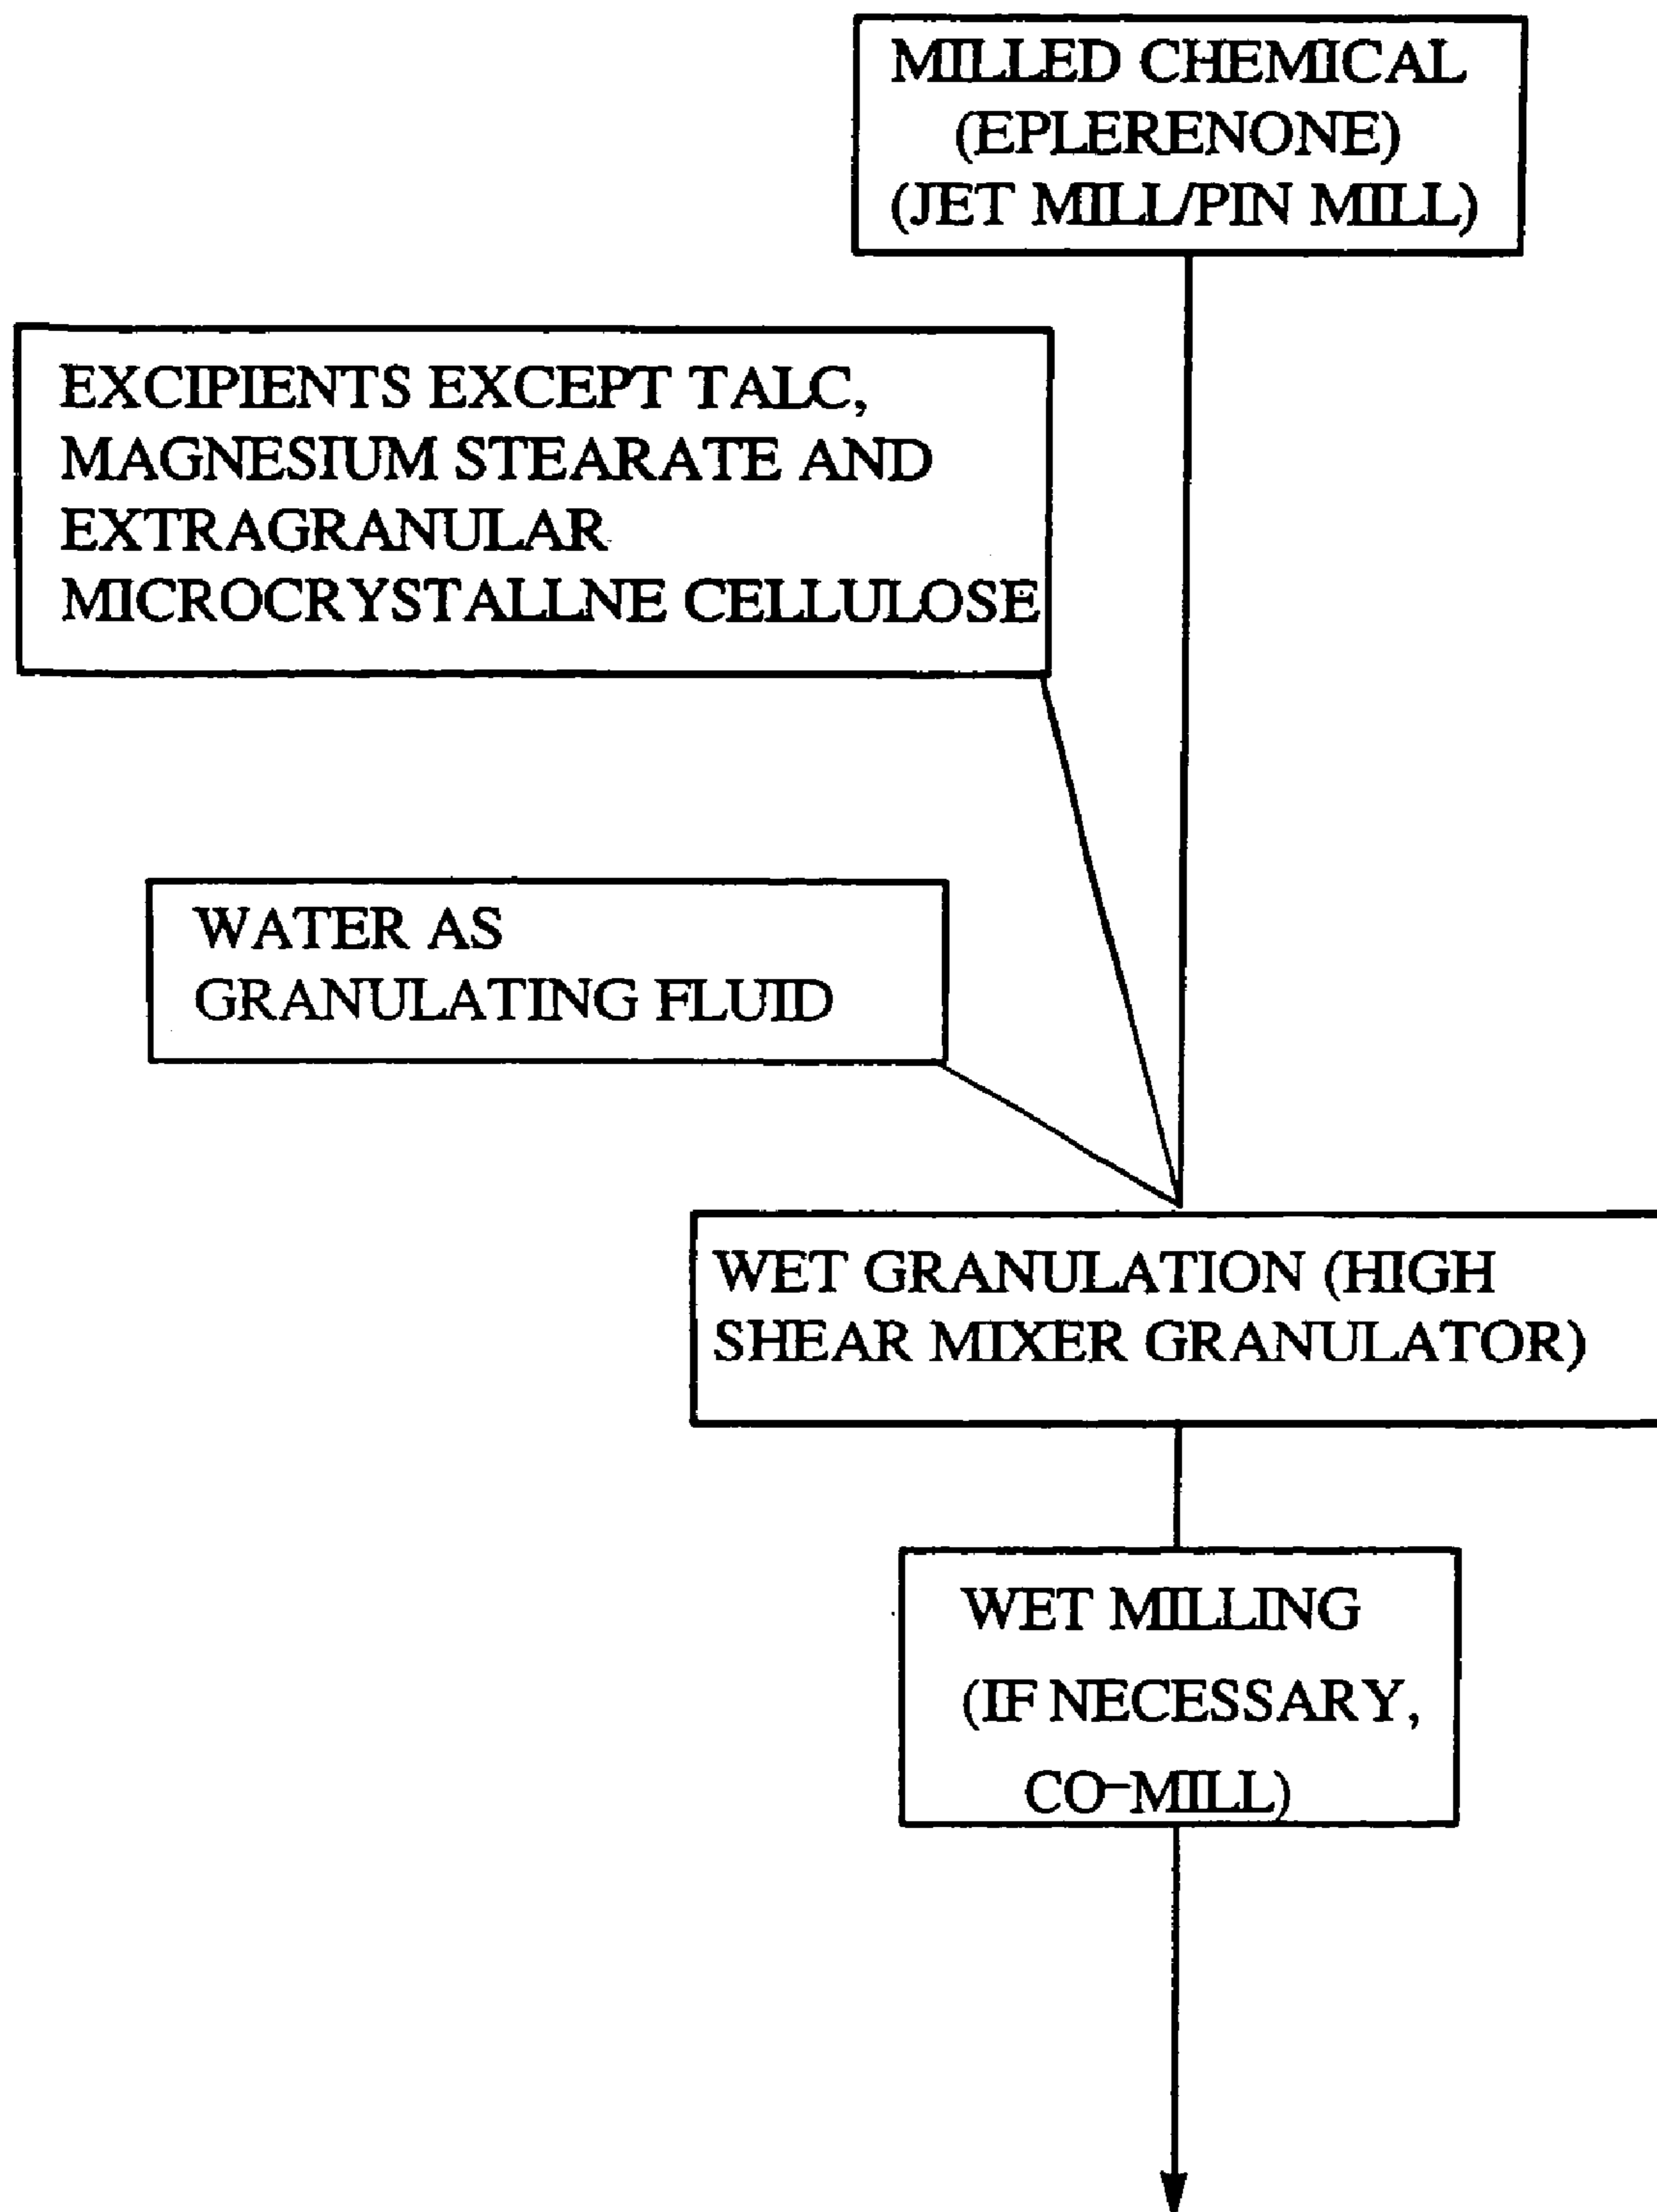 MILLED CHEMICAL
(EPLERENONE)
(JET MILL/PIN MILL)
EXCIPIENTS EXCEPT TALC,
MAGNESIUM STEARATE AND
EXTRAGRANULAR
MICROCRYSTALLNE CELLULOSE
WATER AS
GRANULATING FLUID
WET GRANULATION (HIGH
SHEAR MIXER GRANULATOR)
WET MILLING
(IF NECESSARY,
CO-MILL)